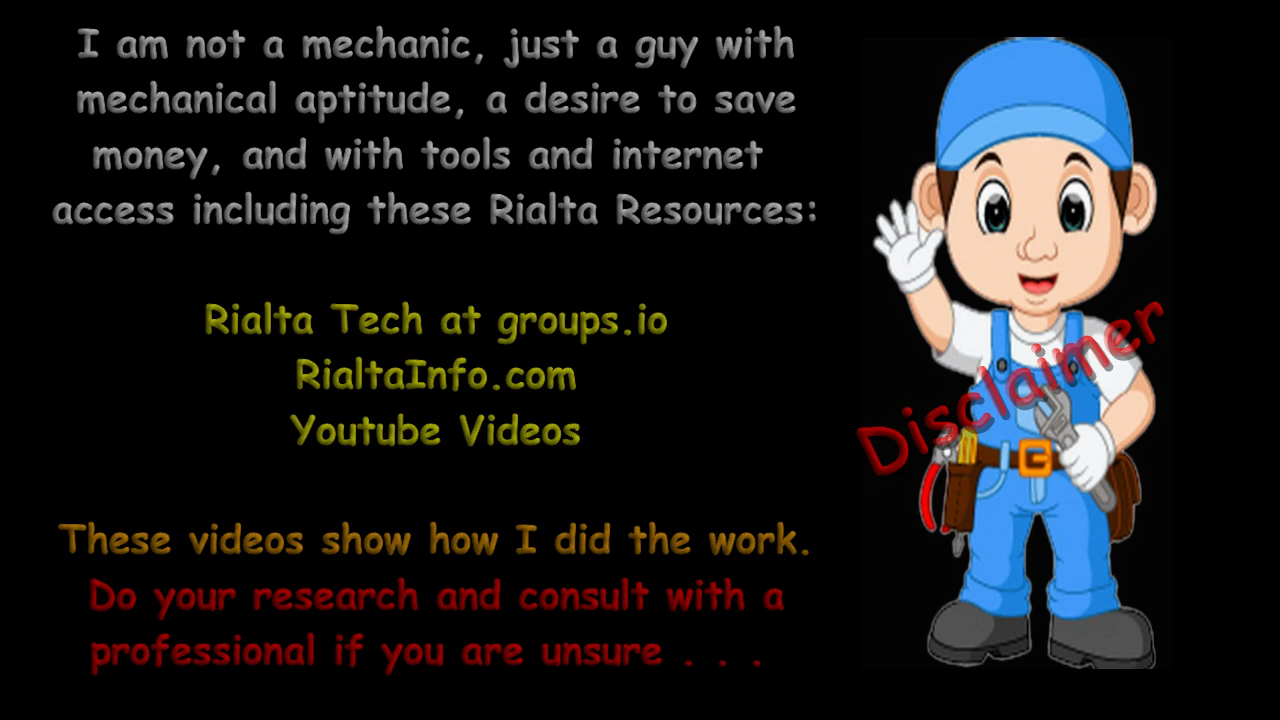 I am not a mechanic, just a guy with
mechanical aptitude, a desire to save
money, and with tools and internet
access including these Rialta Resources:
Rialta Tech at groups.io
RialtaInfo.com
Youtube Videos
These videos show how I did the work.
Do your research and consult with a
professional if you are unsure . . .
Disclaimer